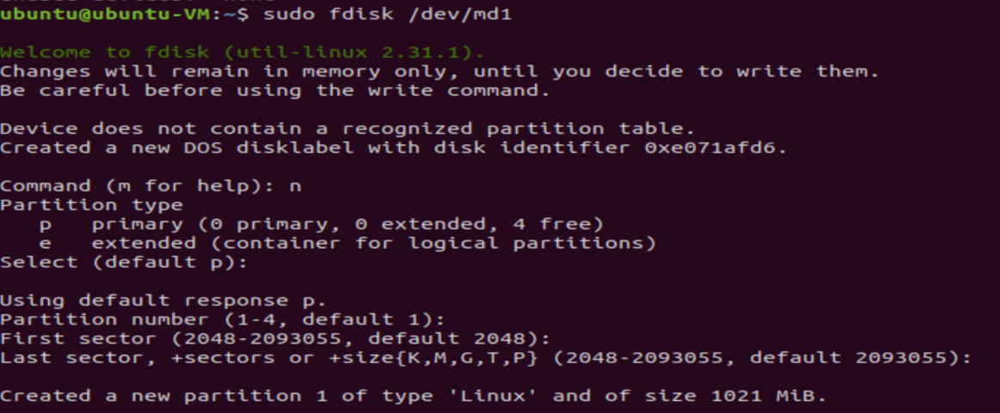 ubuntu@ubuntu-VM:~$ sudo fdisk /dev/md1
Welcome to fdisk (util-linux 2.31.1).
Changes will remain in memory only, until you decide to write them.
Be careful before using the write command.
Device does not contain a recognized partition table.
Created a new DOS disklabel with disk identifier 0xe071afd6.
Command (m for help): n
Partition type
   p   primary (0 primary, 0 extended, 4 free)
   e   extended (container for logical partitions)
Select (default p):
Using default response p.
Partition number (1-4, default 1):
First sector (2048-2093055, default 2048):
Last sector, +sectors or +size{K,M,G,T,P} (2048-2093055, default 2093055):
Created a new partition 1 of type 'Linux' and of size 1021 MiB.